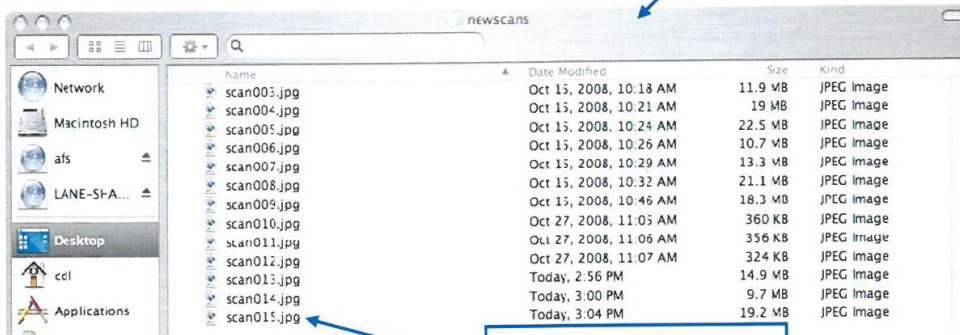 newscans
Name Date Modified Size Kind
Network
Macintosh HD
afs
LANE-SHA...
Desktop
cdl
Applications
scan003.jpg Oct 15, 2008, 10:18 AM 11.9 MB JPEG Image
scan004.jpg Oct 15, 2008, 10:21 AM 19 MB JPEG Image
scan005.jpg Oct 15, 2008, 10:24 AM 22.5 MB JPEG Image
scan006.jpg Oct 15, 2008, 10:26 AM 10.7 MB JPEG Image
scan007.jpg Oct 15, 2008, 10:29 AM 13.3 MB JPEG Image
scan008.jpg Oct 15, 2008, 10:32 AM 21.1 MB JPEG Image
scan009.jpg Oct 15, 2008, 10:46 AM 18.3 MB JPEG Image
scan010.jpg Oct 27, 2008, 11:05 AM 360 KB JPEG Image
scan011.jpg Oct 27, 2008, 11:06 AM 356 KB JPEG Image
scan012.jpg Oct 27, 2008, 11:07 AM 324 KB JPEG Image
scan013.jpg Today, 2:56 PM 14.9 MB JPEG Image
scan014.jpg Today, 3:00 PM 9.7 MB JPEG Image
scan015.jpg Today, 3:04 PM 19.2 MB JPEG Image